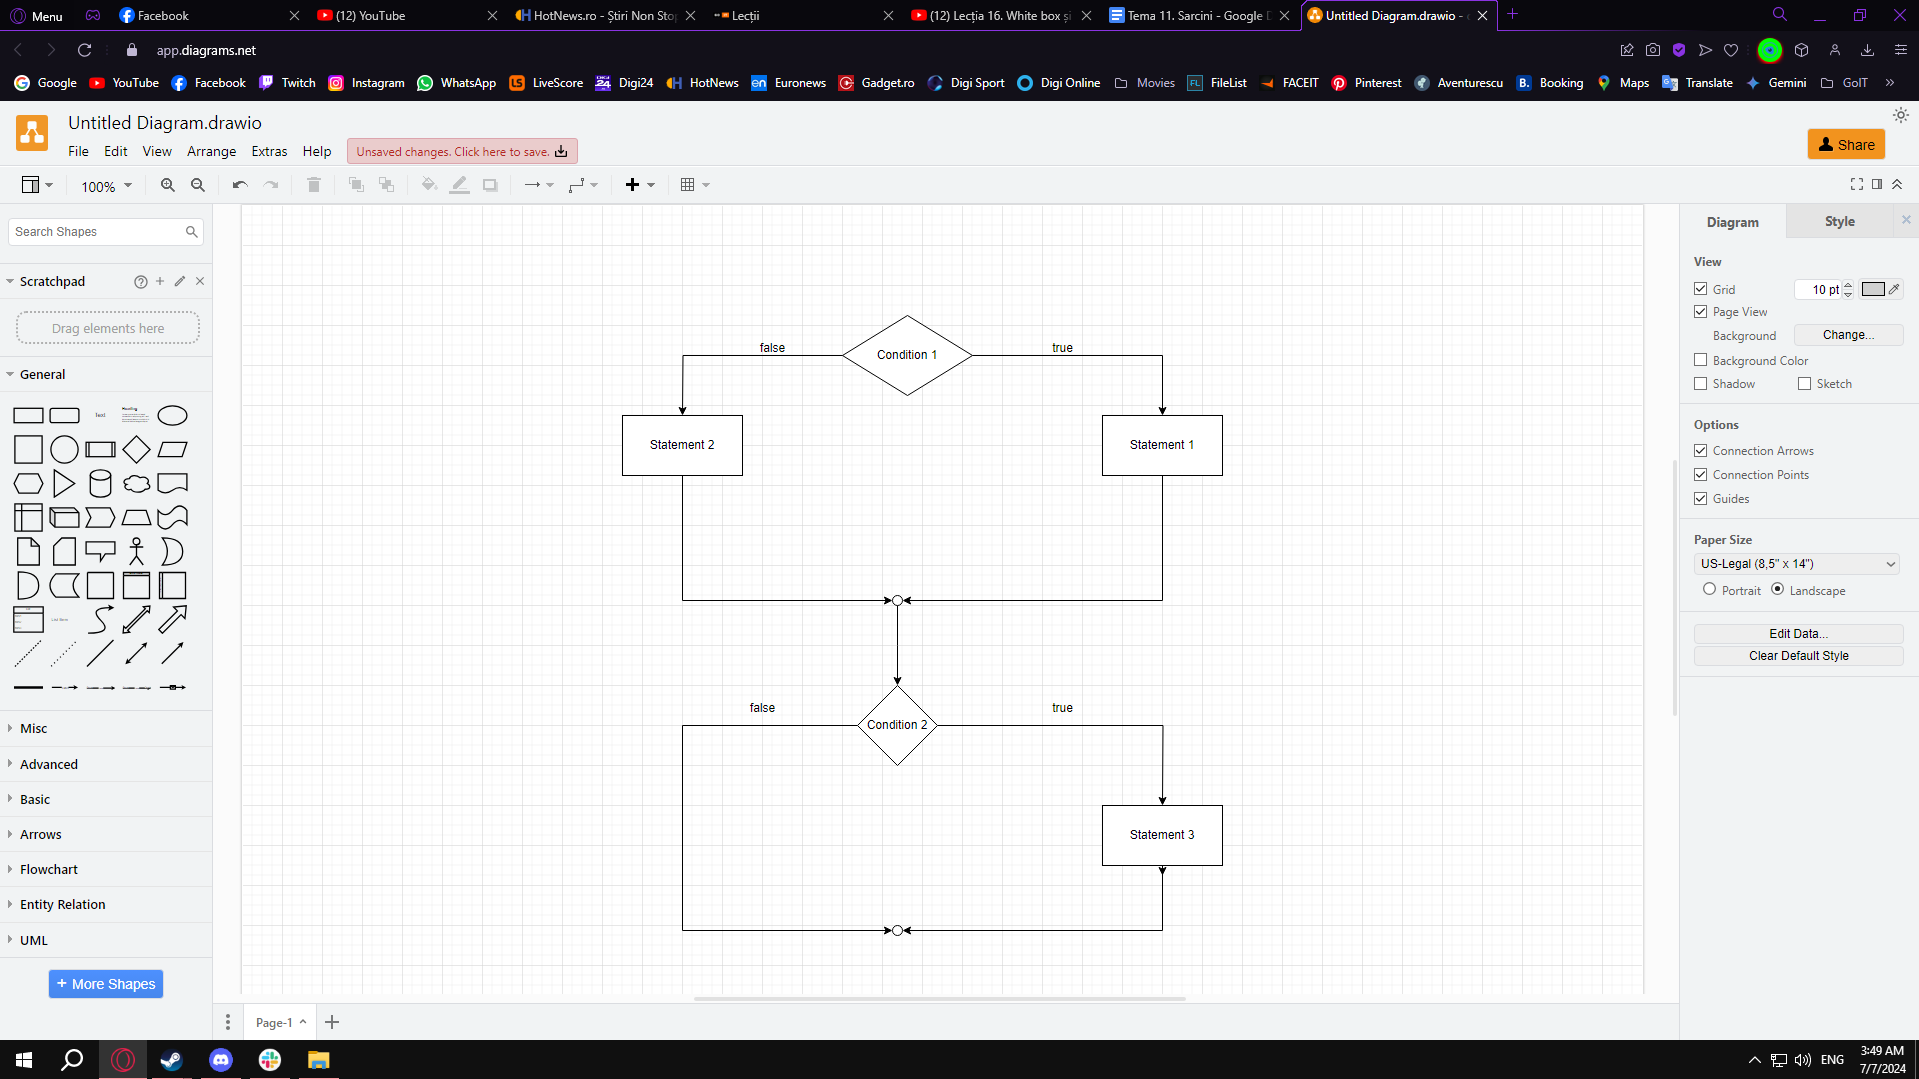 Menu
Facebook
(12) YouTube
HotNews.ro - Știri Non Sto
Lecții
(12) Lecția 16. White box și
Tema 11. Sarcini - Google D
Untitled Diagram.drawio -
app.diagrams.net
Google
YouTube
Facebook
Twitch
Instagram
WhatsApp
LiveScore
Digi24
HotNews
Euronews
Gadget.ro
Digi Sport
Digi Online
Movies
FileList
FACEIT
Pinterest
Aventurescu
Booking
Maps
Translate
Gemini
GoIT
Untitled Diagram.drawio
File Edit View Arrange Extras Help
Unsaved changes. Click here to save.
Share
100%
Search Shapes
Scratchpad
Drag elements here
General
Text
Heading
List Item
Misc
Advanced
Basic
Arrows
Flowchart
Entity Relation
UML
+ More Shapes
false
Condition 1
true
Statement 2
Statement 1
false
Condition 2
true
Statement 3
Page-1
Diagram
Style
View
Grid
10 pt
Page View
Background
Change...
Background Color
Shadow
Sketch
Options
Connection Arrows
Connection Points
Guides
Paper Size
US-Legal (8,5" x 14")
Portrait
Landscape
Edit Data...
Clear Default Style
ENG
3:49 AM
7/7/2024